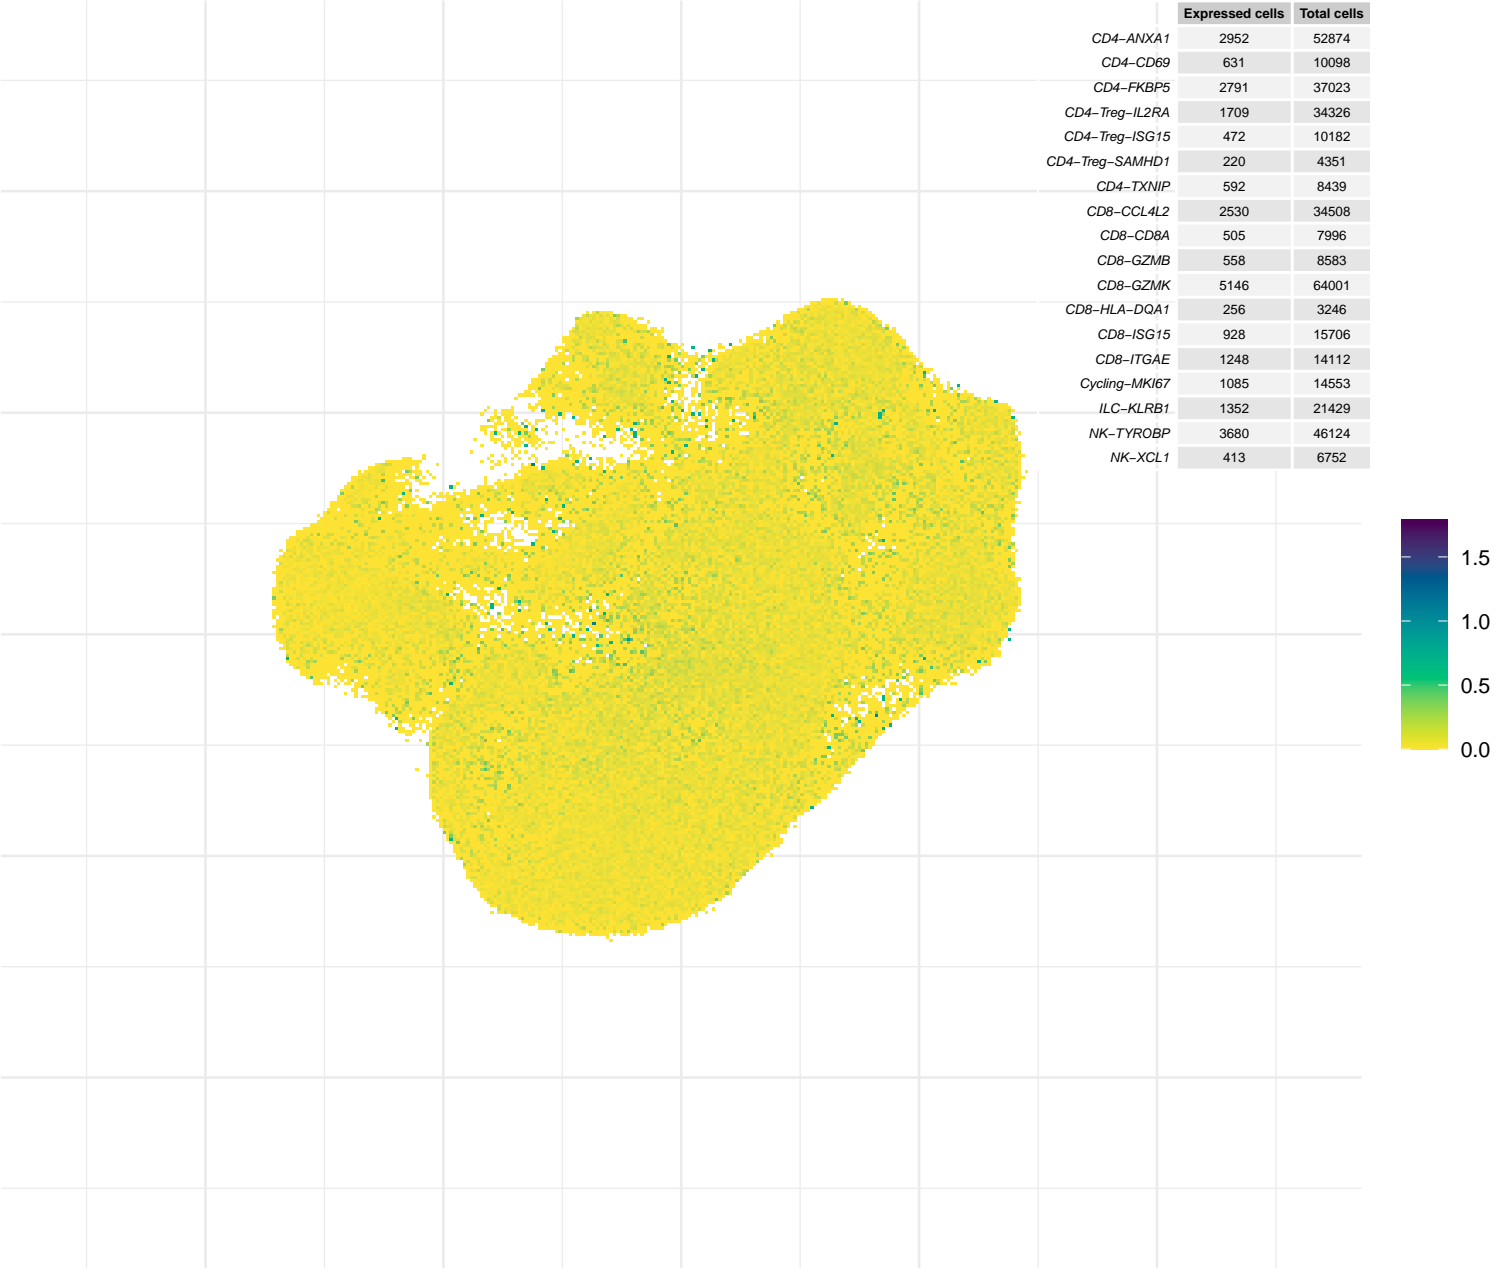 Expressed cells Total cells
CD4−ANXA1 2952 52874
CD4−CD69 631 10098
CD4−FKBP5 2791 37023
CD4−Treg−IL2RA 1709 34326
CD4−Treg−ISG15 472 10182
CD4−Treg−SAMHD1 220 4351
CD4−TXNIP 592 8439
CD8−CCL4L2 2530 34508
CD8−CD8A 505 7996
CD8−GZMB 558 8583
CD8−GZMK 5146 64001
CD8−HLA−DQA1 256 3246
CD8−ISG15 928 15706
CD8−ITGAE 1248 14112
Cycling−MKI67 1085 14553
ILC−KLRB1 1352 21429
NK−TYROBP 3680 46124
NK−XCL1 413 6752
1.5
1.0
0.5
0.0